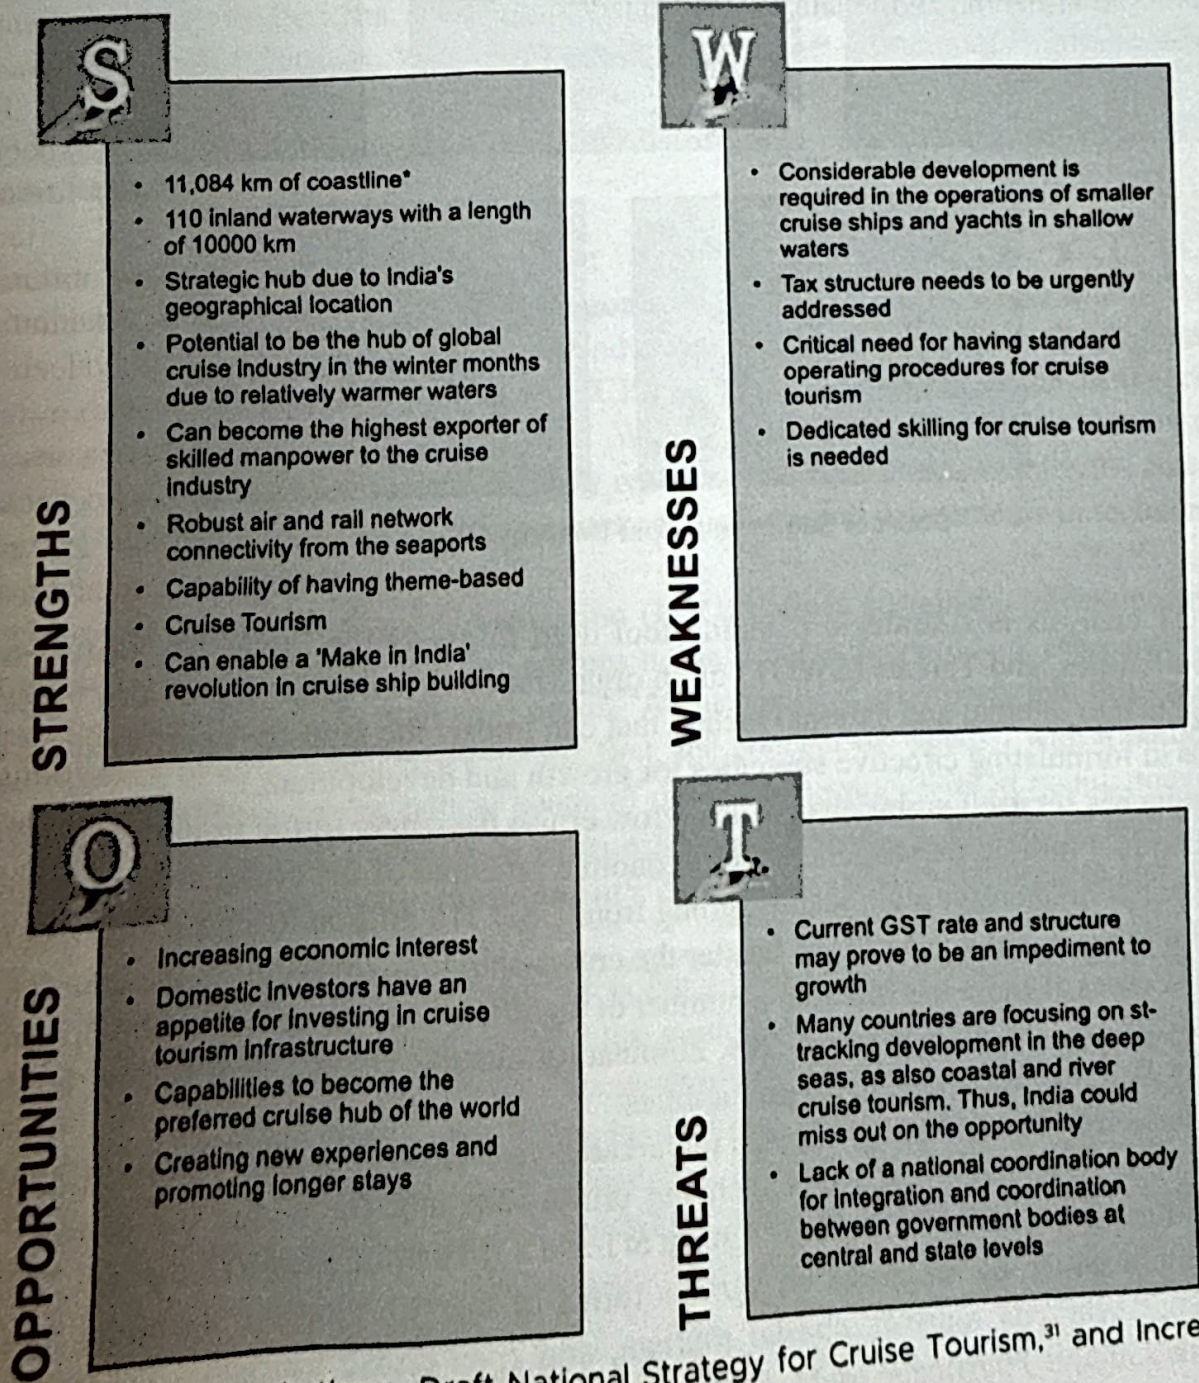 S
STRENGTHS
• 11,084 km of coastline*
• 110 inland waterways with a length
of 10000 km
• Strategic hub due to India's
geographical location
• Potential to be the hub of global
cruise industry in the winter months
due to relatively warmer waters
• Can become the highest exporter of
skilled manpower to the cruise
industry
• Robust air and rail network
connectivity from the seaports
• Capability of having theme-based
• Cruise Tourism
• Can enable a 'Make in India'
revolution in cruise ship building
W
WEAKNESSES
• Considerable development is
required in the operations of smaller
cruise ships and yachts in shallow
waters
• Tax structure needs to be urgently
addressed
• Critical need for having standard
operating procedures for cruise
tourism
• Dedicated skilling for cruise tourism
is needed
O
OPPORTUNITIES
• Increasing economic interest
• Domestic investors have an
appetite for investing in cruise
tourism infrastructure
• Capabilities to become the
preferred cruise hub of the world
• Creating new experiences and
promoting longer stays
T
THREATS
• Current GST rate and structure
may prove to be an impediment to
growth
• Many countries are focusing on st-
tracking development in the deep
seas, as also coastal and river
cruise tourism. Thus, India could
miss out on the opportunity
• Lack of a national coordination body
for integration and coordination
between government bodies at
central and state levels
Draft National Strategy for Cruise Tourism,³¹ and Incre